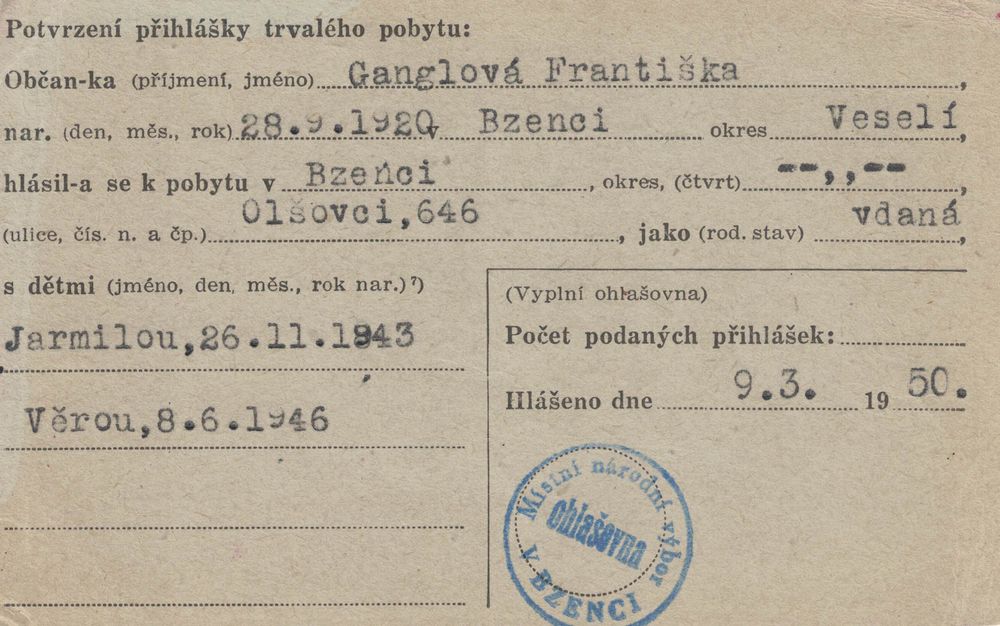 Potvrzení přihlášky trvalého pobytu:
Občan-ka (příjmení, jméno) Ganglová Františka,
nar. (den, měs., rok) 28.9.1920 v Bzenci okres Veselí,
hlásil-a se k pobytu v Bzenci, okres, (čtvrt) --,,--,
(ulice, čís. n. a čp.) Olšovci,646, jako (rod. stav) vdaná,
s dětmi (jméno, den, měs., rok nar.)⁷)
Jarmilou,26.11.1943
Věrou,8.6.1946
(Vyplní ohlašovna)
Počet podaných přihlášek:
Hlášeno dne 9.3. 19 50.
Místní národní výbor
ohlašovna
V BZENCI